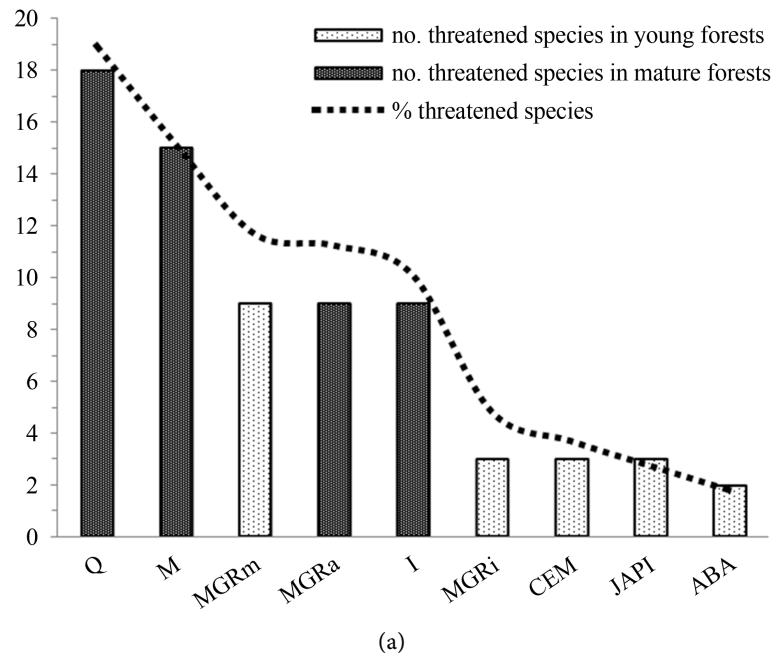 20
18
16
14
12
10
8
6
4
2
0
no. threatened species in young forests
no. threatened species in mature forests
% threatened species
Q
M
MGRm
MGRa
I
MGRi
CEM
JAPI
ABA
(a)